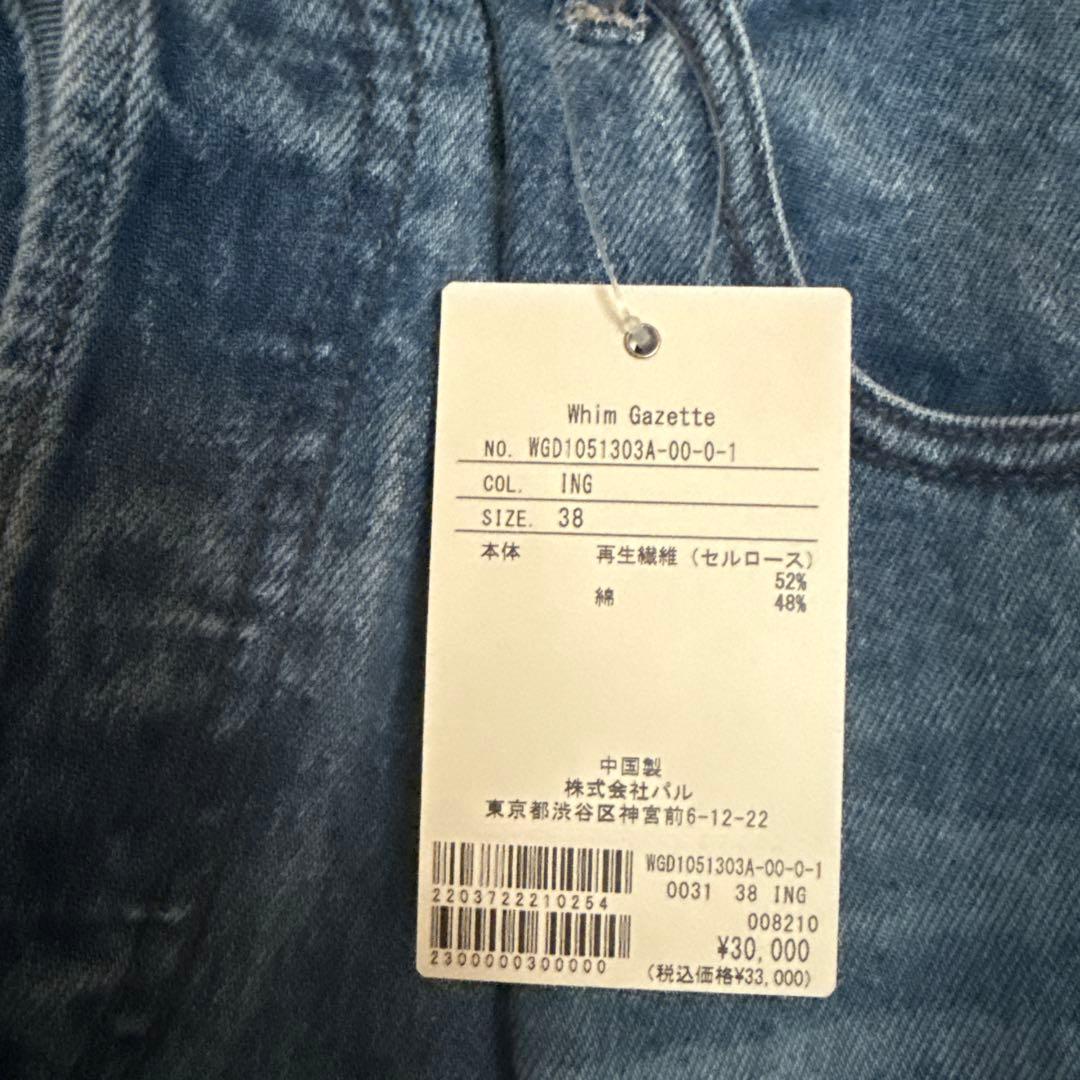 Whim Gazette
NO. WGD1051303A-00-0-1
COL. ING
SIZE. 38
本体 再生繊維（セルロース）
52%
綿 48%
中国製
株式会社パル
東京都渋谷区神宮前6-12-22
WGD1051303A-00-0-1
2203722210254 0031 38 ING
008210
¥30,000
2300000300000 （税込価格¥33,000）